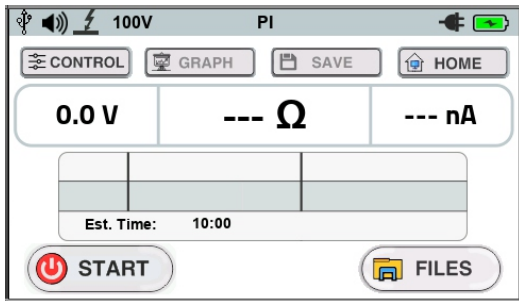 100V PI
CONTROL GRAPH SAVE HOME
0.0 V --- Ω --- nA
Est. Time: 10:00
START FILES